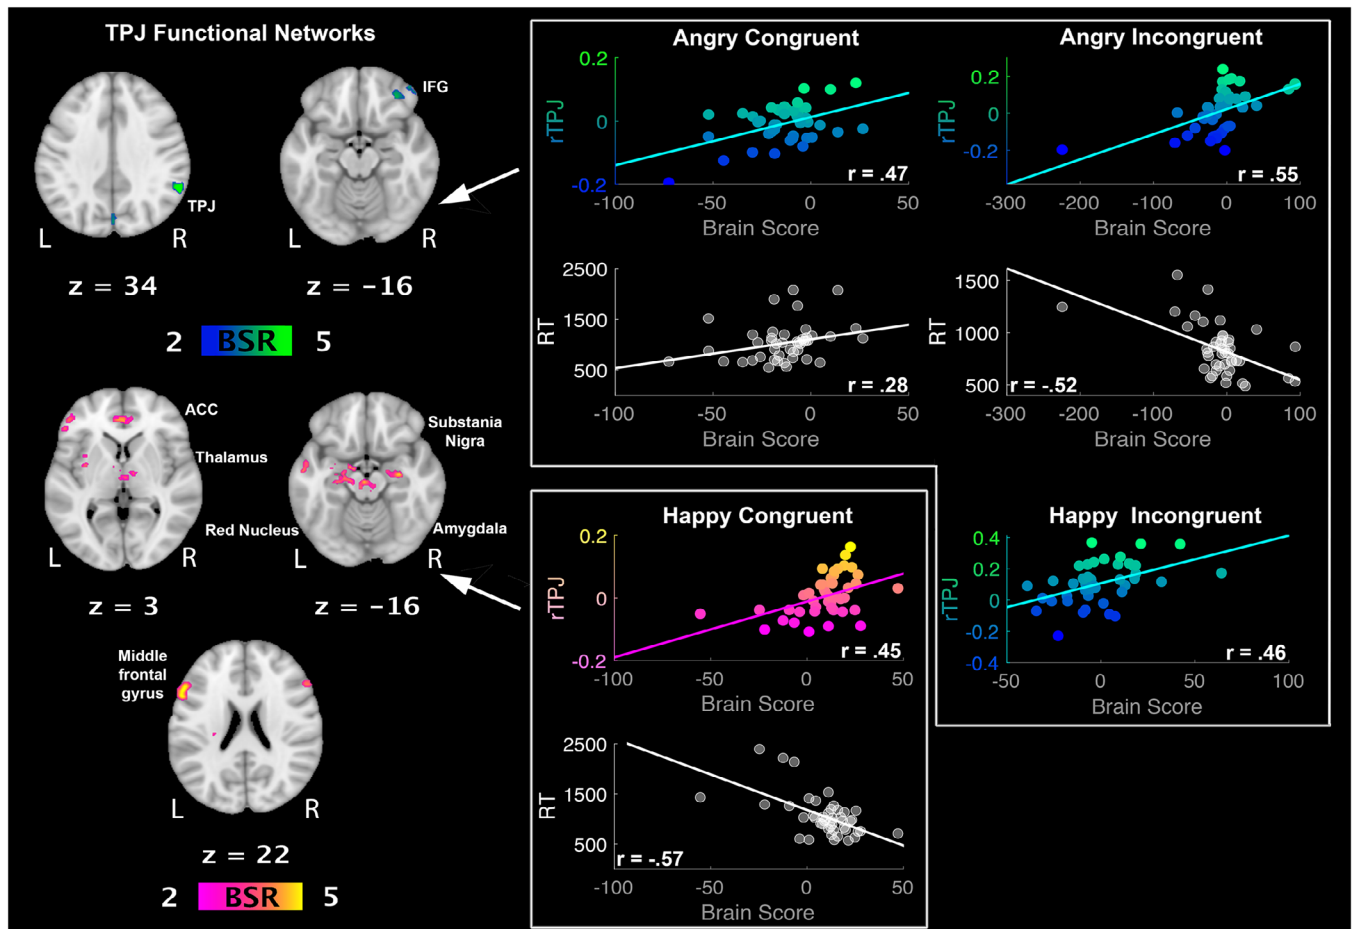 TPJ Functional Networks
IFG
TPJ
L R
L R
z = 34
z = -16
2 BSR 5
ACC
Thalamus
Red Nucleus
Substania
Nigra
Amygdala
L R
L R
z = 3
z = -16
Middle
frontal
gyrus
L R
z = 22
2 BSR 5
Angry Congruent
0.2
0
-0.2
rTPJ
r = .47
-100 -50 0 50
Brain Score
Angry Incongruent
0.2
0
-0.2
rTPJ
r = .55
-300 -200 -100 0 100
Brain Score
2500
1500
500
RT
r = .28
-100 -50 0 50
Brain Score
1500
1000
500
RT
r = -.52
-300 -200 -100 0 100
Brain Score
Happy Congruent
0.2
0
-0.2
rTPJ
r = .45
-100 -50 0 50
Brain Score
Happy Incongruent
0.4
0.2
0
-0.2
-0.4
rTPJ
r = .46
-50 0 50 100
Brain Score
2500
1500
500
RT
r = -.57
-100 -50 0 50
Brain Score